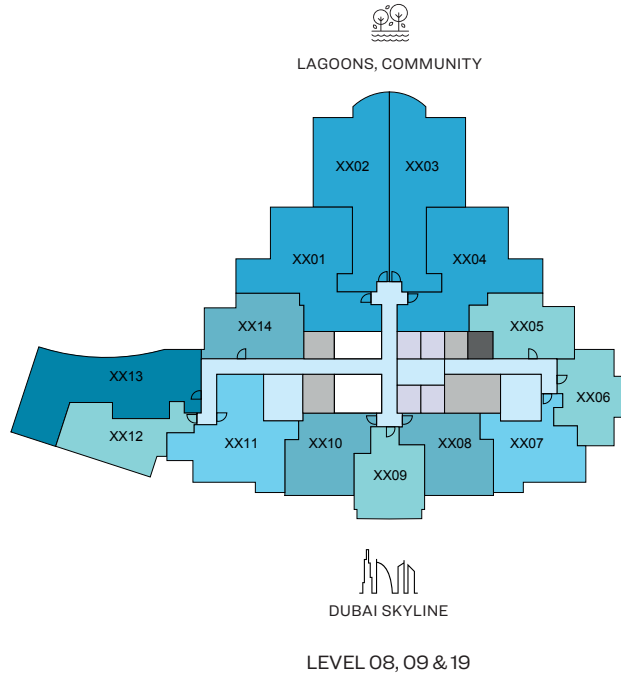 LAGOONS, COMMUNITY
XX02
XX03
XX01
XX04
XX14
XX05
XX13
XX06
XX12
XX11
XX10
XX08
XX07
XX09
DUBAI SKYLINE
LEVEL 08, 09 & 19